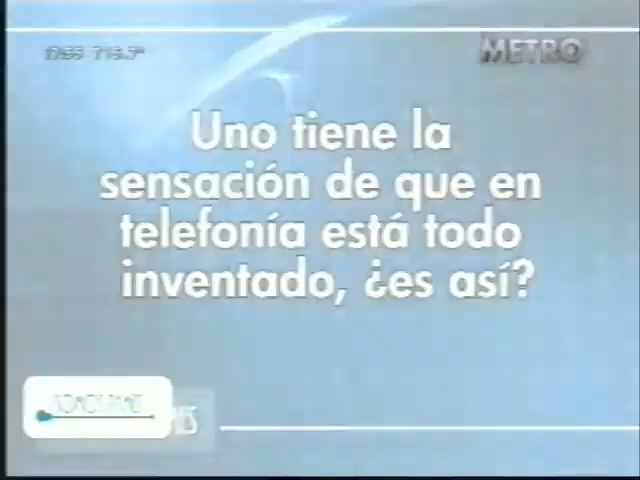 METRO
Uno tiene la
sensación de que en
telefonía está todo
inventado, ¿es así?